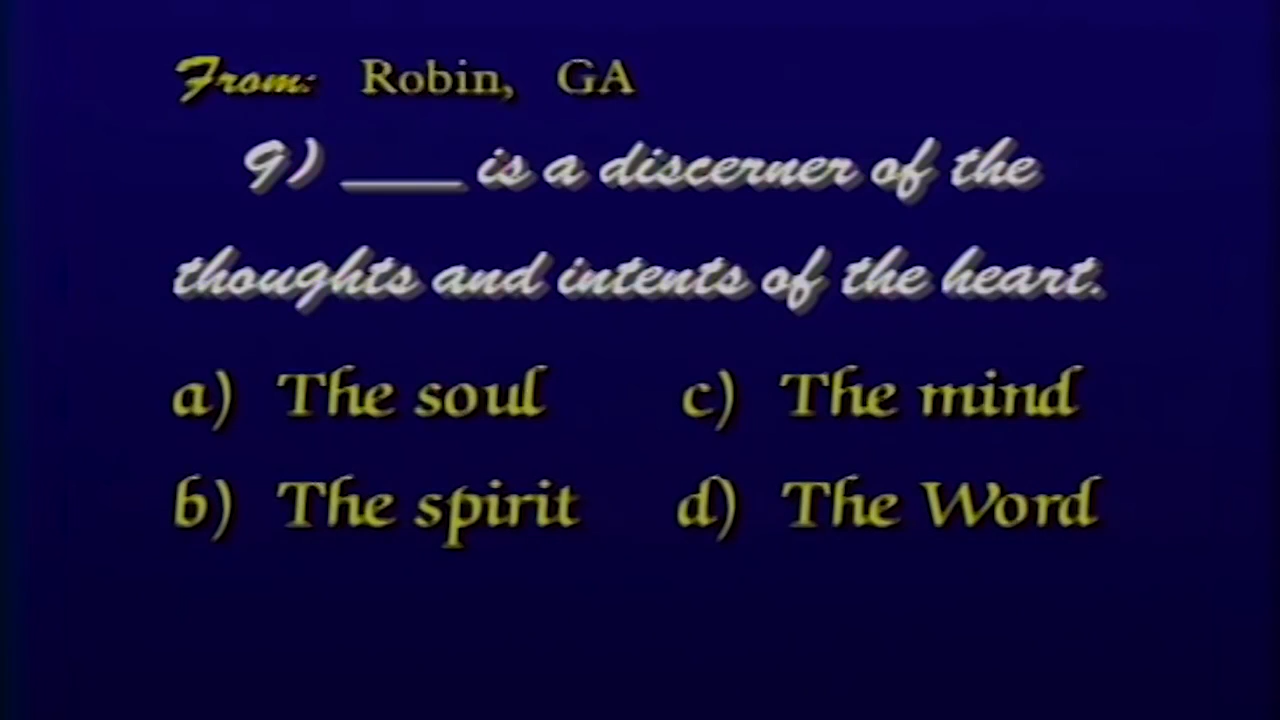 From: Robin, GA
9) ____ is a discerner of the
thoughts and intents of the heart.
a) The soul c) The mind
b) The spirit d) The Word